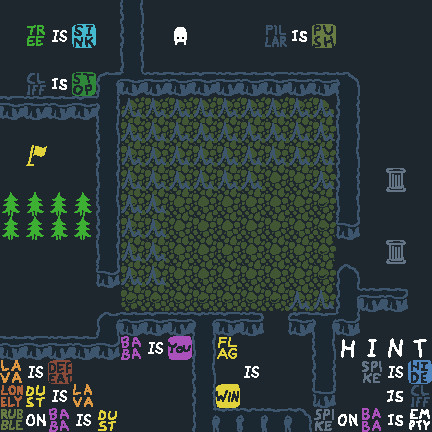 TREE IS SINK
PILLAR IS PUSH
CLIFF IS STOP
BABA IS YOU
FLAG
IS
WIN
HINT
LAVA IS DEFEAT
SPIKE IS HIDE
LONELY DUST IS LAVA
IS CLIFF
RUBBLE ON BABA IS DUST
SPIKE ON BABA IS EMPTY